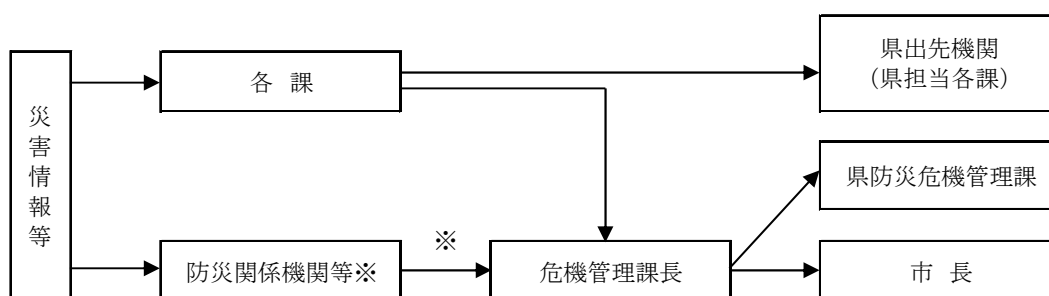 災害情報等
各 課
県出先機関
(県担当各課)
県防災危機管理課
防災関係機関等※
※
危機管理課長
市 長